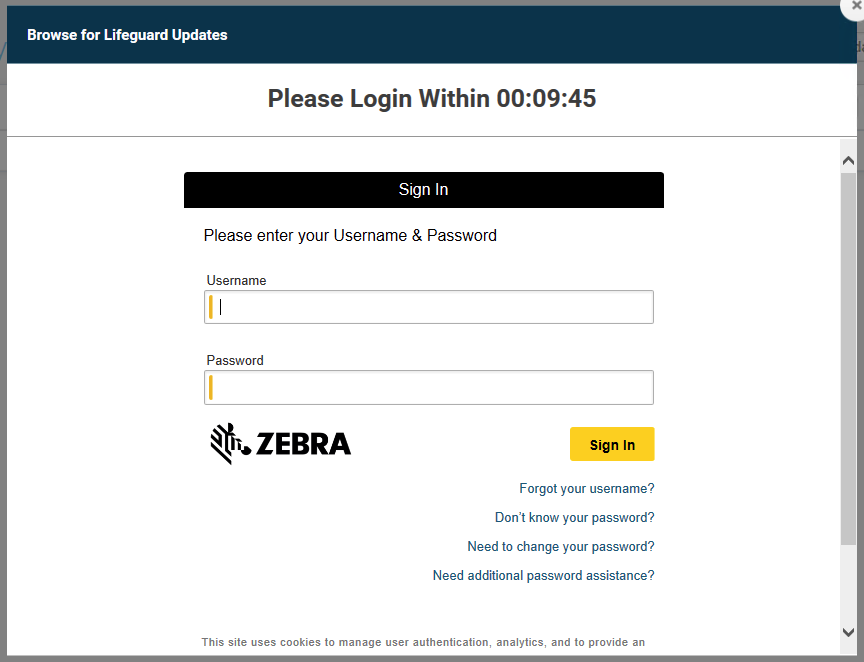 Browse for Lifeguard Updates
Please Login Within 00:09:45
Sign In
Please enter your Username & Password
Username
Password
ZEBRA
Sign In
Forgot your username?
Don't know your password?
Need to change your password?
Need additional password assistance?
This site uses cookies to manage user authentication, analytics, and to provide an